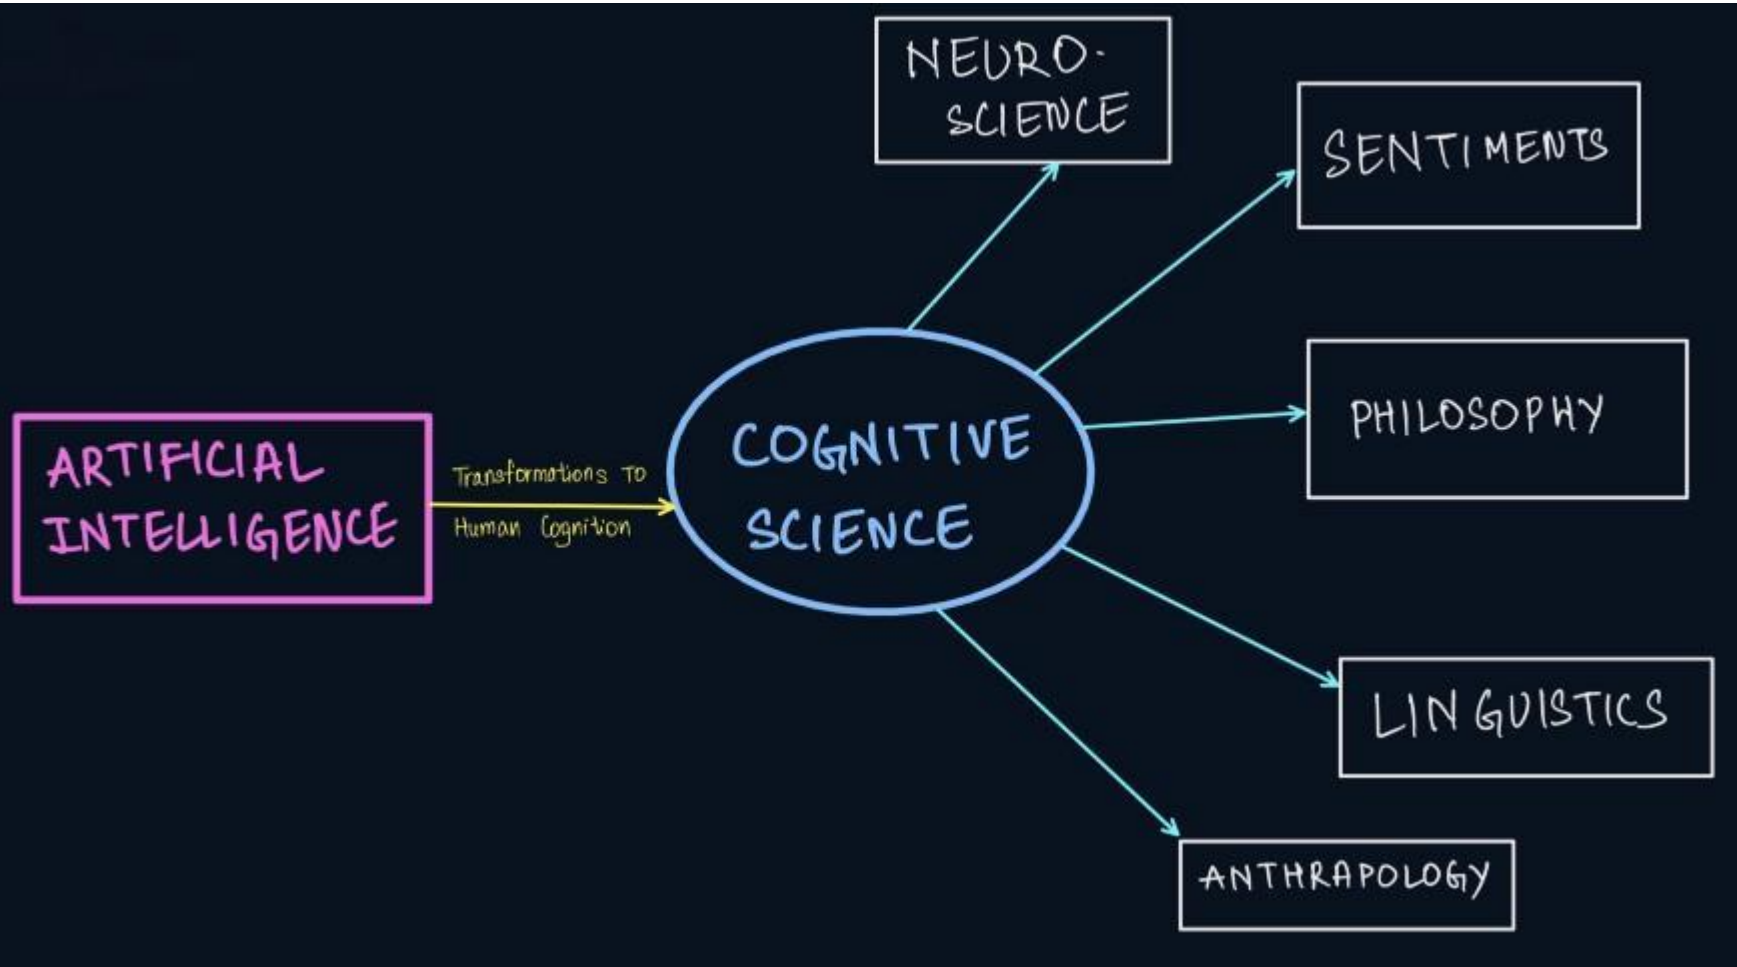 NEURO-
SCIENCE
SENTIMENTS
PHILOSOPHY
ARTIFICIAL
INTELLIGENCE
Transformations TO
Human Cognition
COGNITIVE
SCIENCE
LINGUISTICS
ANTHRAPOLOGY